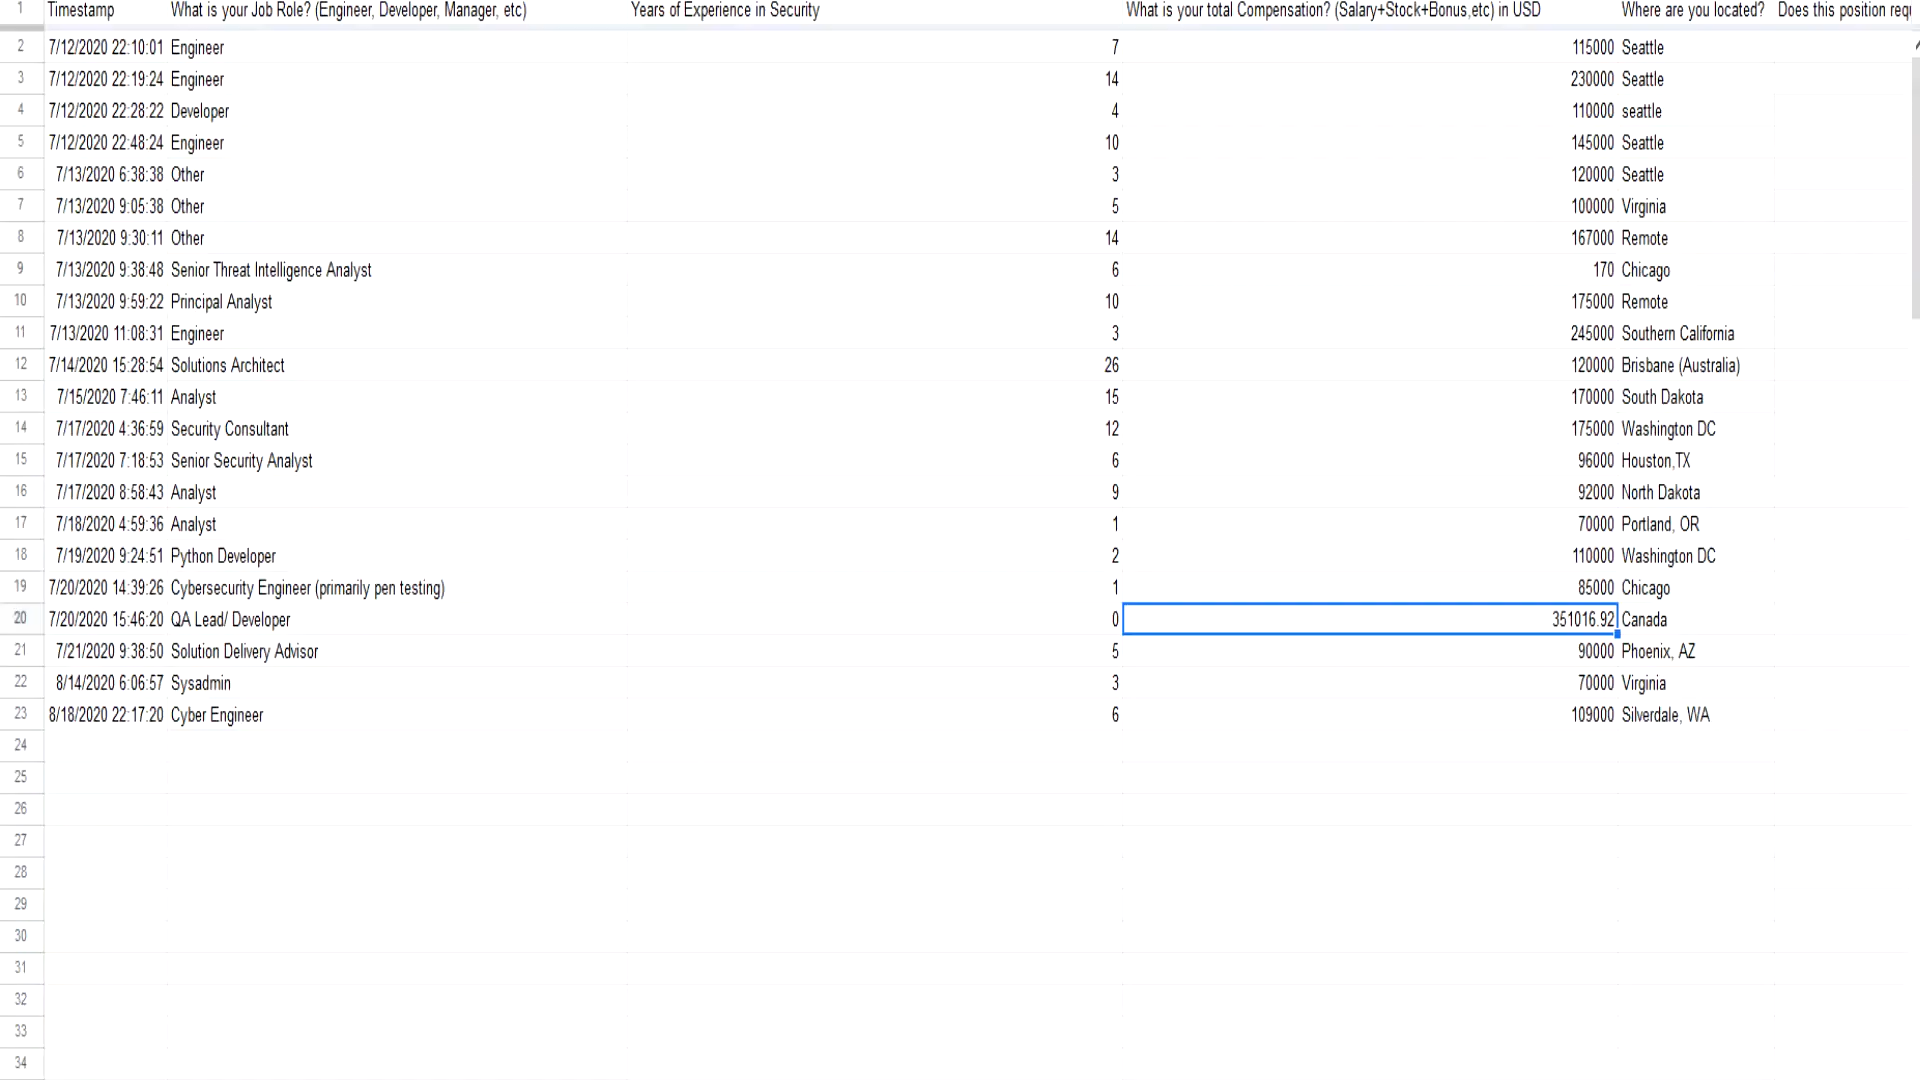 1 Timestamp What is your Job Role? (Engineer, Developer, Manager, etc) Years of Experience in Security What is your total Compensation? (Salary+Stock+Bonus,etc) in USD Where are you located? Does this position req
2 7/12/2020 22:10:01 Engineer 7 115000 Seattle
3 7/12/2020 22:19:24 Engineer 14 230000 Seattle
4 7/12/2020 22:28:22 Developer 4 110000 seattle
5 7/12/2020 22:48:24 Engineer 10 145000 Seattle
6 7/13/2020 6:38:38 Other 3 120000 Seattle
7 7/13/2020 9:05:38 Other 5 100000 Virginia
8 7/13/2020 9:30:11 Other 14 167000 Remote
9 7/13/2020 9:38:48 Senior Threat Intelligence Analyst 6 170 Chicago
10 7/13/2020 9:59:22 Principal Analyst 10 175000 Remote
11 7/13/2020 11:08:31 Engineer 3 245000 Southern California
12 7/14/2020 15:28:54 Solutions Architect 26 120000 Brisbane (Australia)
13 7/15/2020 7:46:11 Analyst 15 170000 South Dakota
14 7/17/2020 4:36:59 Security Consultant 12 175000 Washington DC
15 7/17/2020 7:18:53 Senior Security Analyst 6 96000 Houston,TX
16 7/17/2020 8:58:43 Analyst 9 92000 North Dakota
17 7/18/2020 4:59:36 Analyst 1 70000 Portland, OR
18 7/19/2020 9:24:51 Python Developer 2 110000 Washington DC
19 7/20/2020 14:39:26 Cybersecurity Engineer (primarily pen testing) 1 85000 Chicago
20 7/20/2020 15:46:20 QA Lead/ Developer 0 351016.92 Canada
21 7/21/2020 9:38:50 Solution Delivery Advisor 5 90000 Phoenix, AZ
22 8/14/2020 6:06:57 Sysadmin 3 70000 Virginia
23 8/18/2020 22:17:20 Cyber Engineer 6 109000 Silverdale, WA
24
25
26
27
28
29
30
31
32
33
34